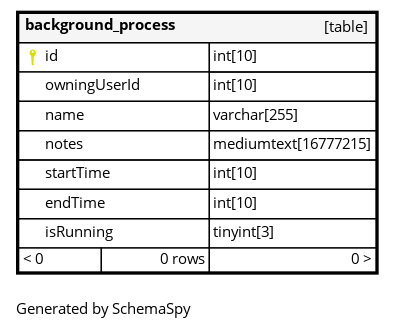 background_process [table]
id int[10]
owningUserId int[10]
name varchar[255]
notes mediumtext[16777215]
startTime int[10]
endTime int[10]
isRunning tinyint[3]
< 0 0 rows 0 >
Generated by SchemaSpy